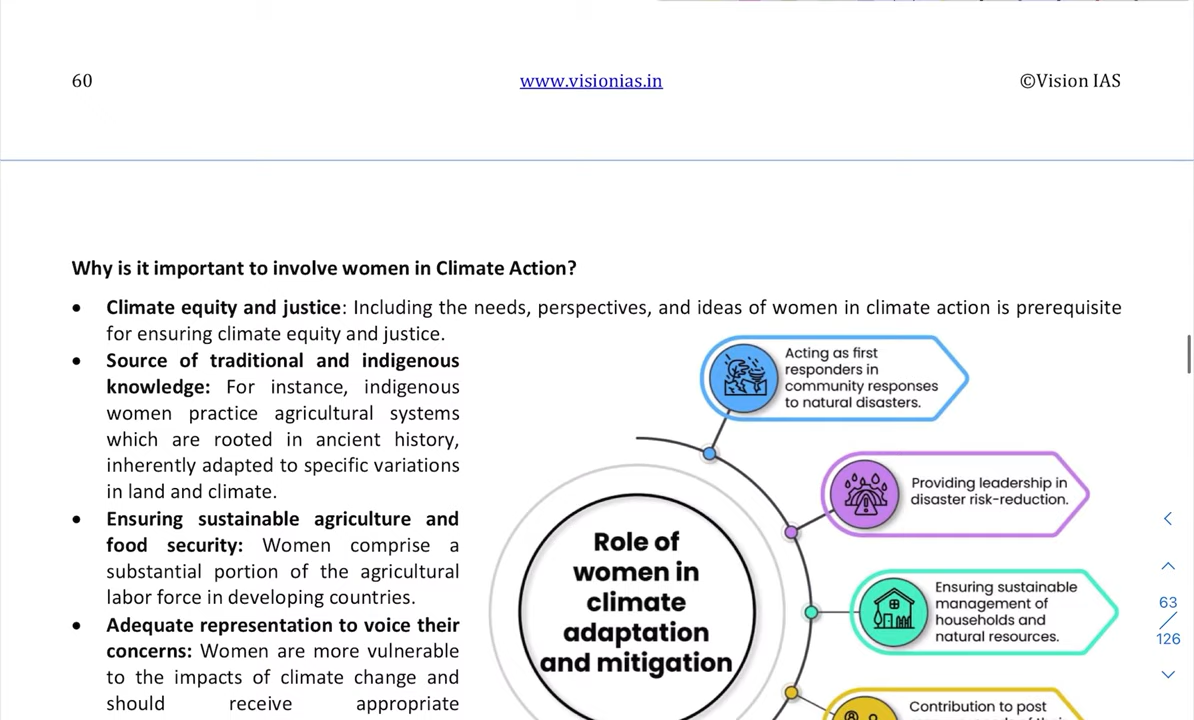 60
www.visionias.in
©Vision IAS
Why is it important to involve women in Climate Action?
• Climate equity and justice: Including the needs, perspectives, and ideas of women in climate action is prerequisite
for ensuring climate equity and justice.
• Source of traditional and indigenous
knowledge: For instance, indigenous
women practice agricultural systems
which are rooted in ancient history,
inherently adapted to specific variations
in land and climate.
• Ensuring sustainable agriculture and
food security: Women comprise a
substantial portion of the agricultural
labor force in developing countries.
• Adequate representation to voice their
concerns: Women are more vulnerable
to the impacts of climate change and
should receive appropriate
Role of
women in
climate
adaptation
and mitigation
Acting as first
responders in
community responses
to natural disasters.
Providing leadership in
disaster risk-reduction.
Ensuring sustainable
management of
households and
natural resources.
Contribution to post
63
/
126